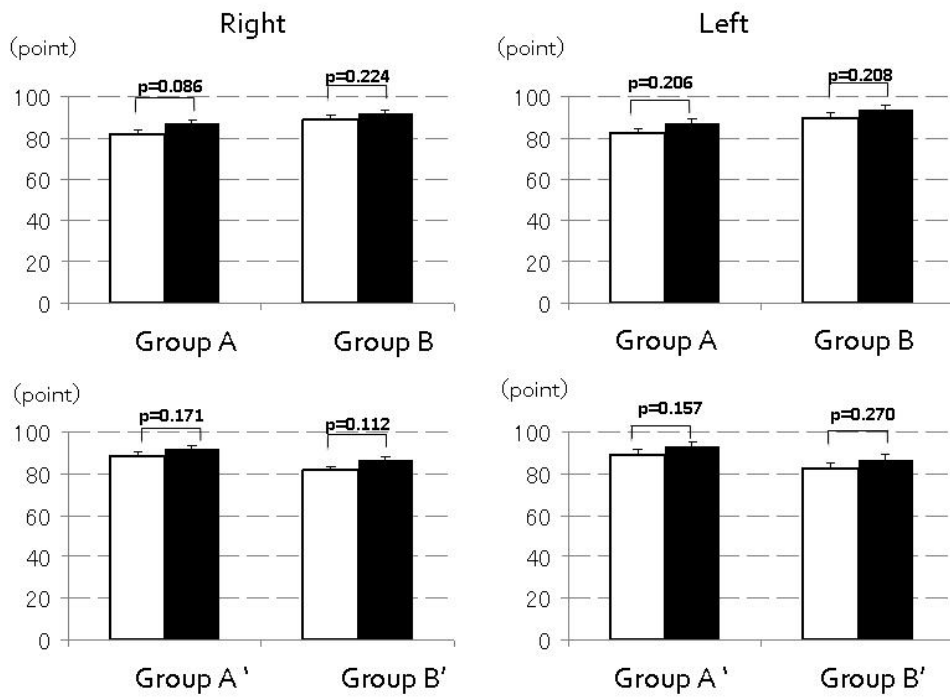 Right
Left
(point)
(point)
p=0.086
p=0.224
p=0.206
p=0.208
100
80
60
40
20
0
100
80
60
40
20
0
Group A
Group B
Group A
Group B
(point)
(point)
p=0.171
p=0.112
p=0.157
p=0.270
100
80
60
40
20
0
100
80
60
40
20
0
Group A'
Group B'
Group A'
Group B'